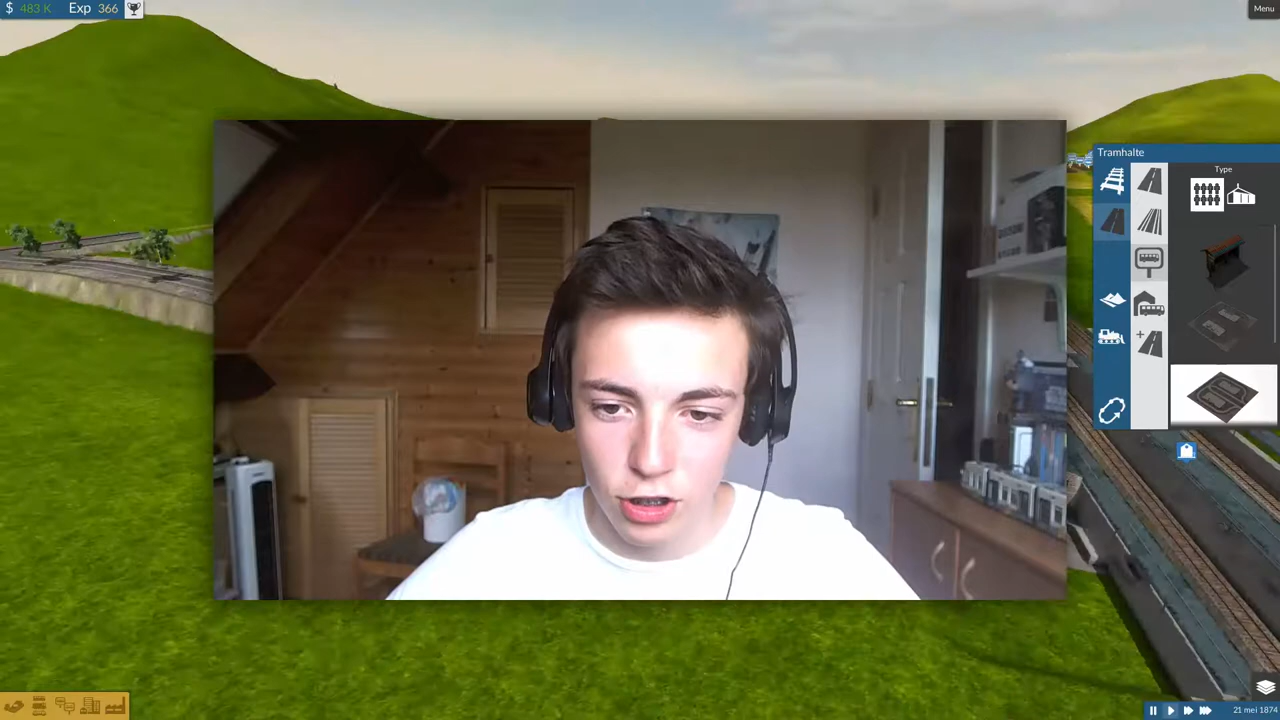 $ 483 K Exp 366
Menu
Tramhalte
Type
21 mei 1874